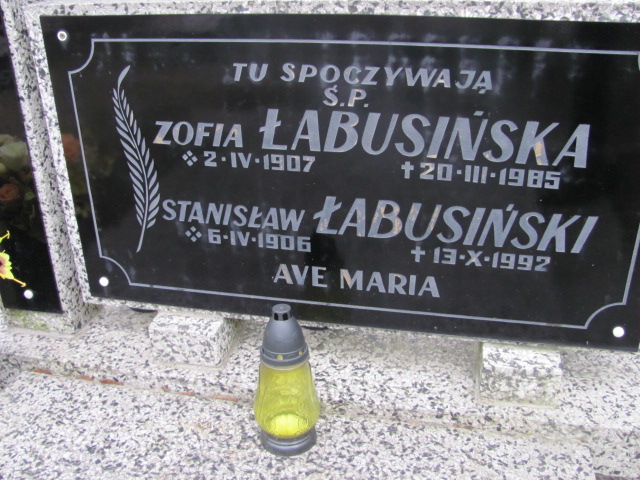 TU SPOCZYWAJĄ
Ś.P.
ZOFIA ŁABUSIŃSKA
2·IV·1907 †20·III·1985
STANISŁAW ŁABUSIŃSKI
6·IV·1906 †13·X·1992
AVE MARIA